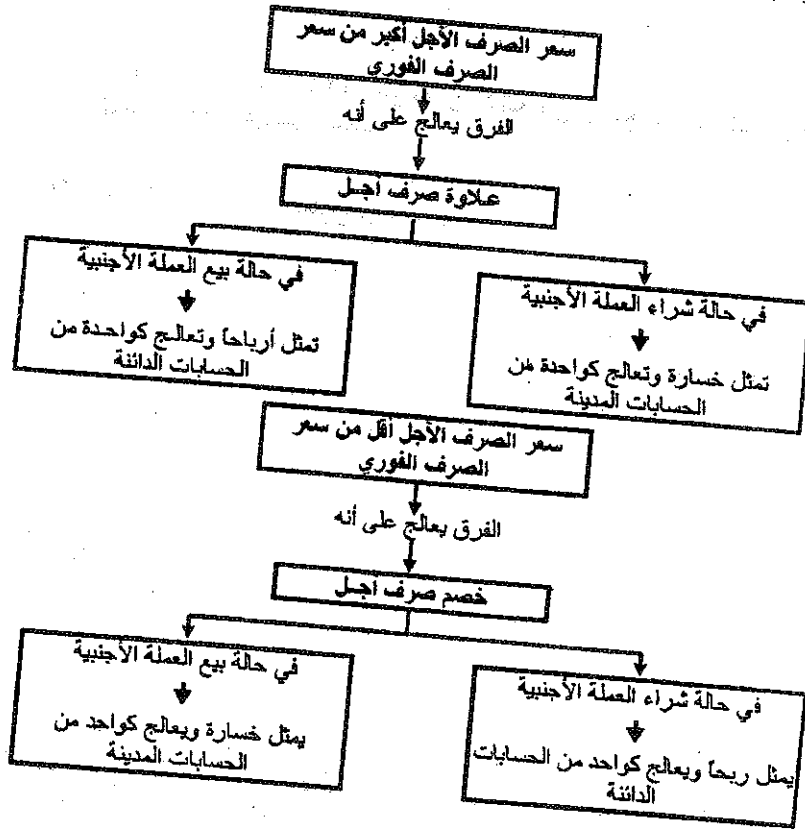 سعر الصرف الأجل أكبر من سعر
الصرف الفوري
الفرق يعالج على أنه
علاوة صرف اجل
في حالة شراء العملة الأجنبية
تمثل خسارة وتعالج كواحدة من
الحسابات المدينة
في حالة بيع العملة الأجنبية
تمثل أرباحاً وتعالج كواحدة من
الحسابات الدائنة
سعر الصرف الأجل أقل من سعر
الصرف الفوري
الفرق يعالج على أنه
خصم صرف اجل
في حالة شراء العملة الأجنبية
يمثل ربحاً ويعالج كواحد من الحسابات
الدائنة
في حالة بيع العملة الأجنبية
يمثل خسارة ويعالج كواحد من
الحسابات المدينة